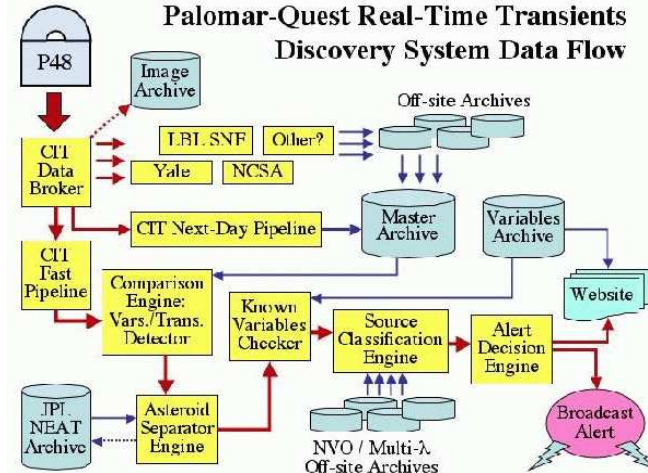 Palomar-Quest Real-Time Transients
Discovery System Data Flow
P48
Image
Archive
Off-site Archives
CIT
Data
Broker
LBL SNF
Other?
Yale
NCSA
CIT Next-Day Pipeline
Master
Archive
Variables
Archive
CIT
Fast
Pipeline
Comparison
Engine:
Vars./Trans.
Detector
Known
Variables
Checker
Source
Classification
Engine
Alert
Decision
Engine
Website
JPL
NEAT
Archive
Asteroid
Separator
Engine
NVO / Multi-λ
Off-site Archives
Broadcast
Alert